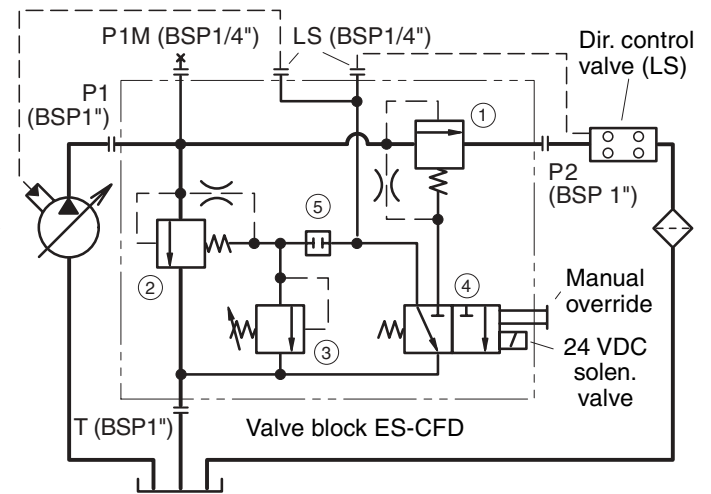 P1M (BSP1/4")
LS (BSP1/4")
Dir. control
valve (LS)
P1
(BSP1")
1
P2
(BSP 1")
5
2
4
Manual
override
3
24 VDC
solen.
valve
T (BSP1")
Valve block ES-CFD